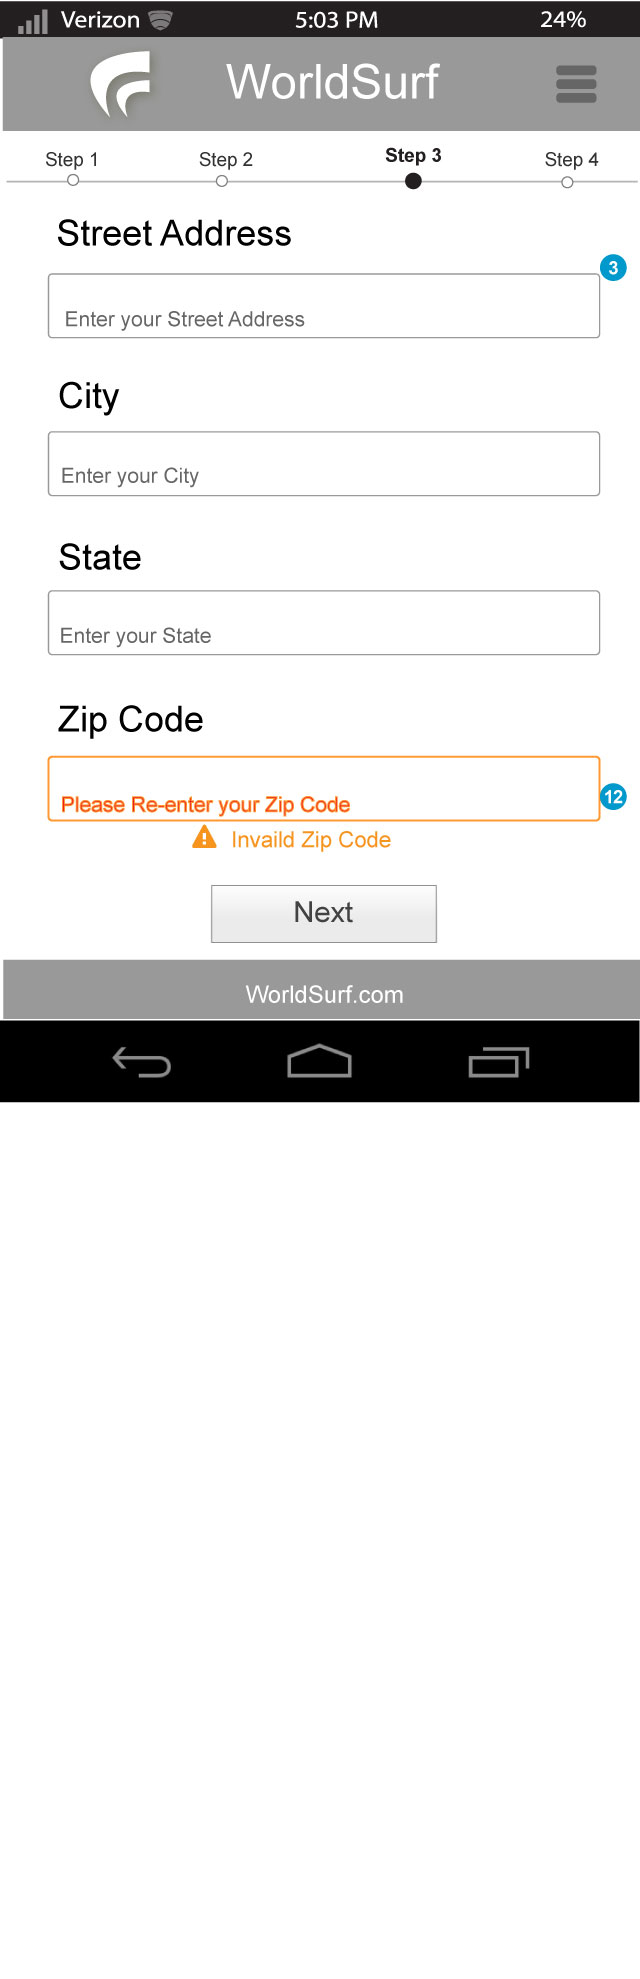 Verizon 5:03 PM 24%
WorldSurf
Step 1 Step 2 Step 3 Step 4
Street Address
3
Enter your Street Address
City
Enter your City
State
Enter your State
Zip Code
Please Re-enter your Zip Code
12
Invaild Zip Code
Next
WorldSurf.com